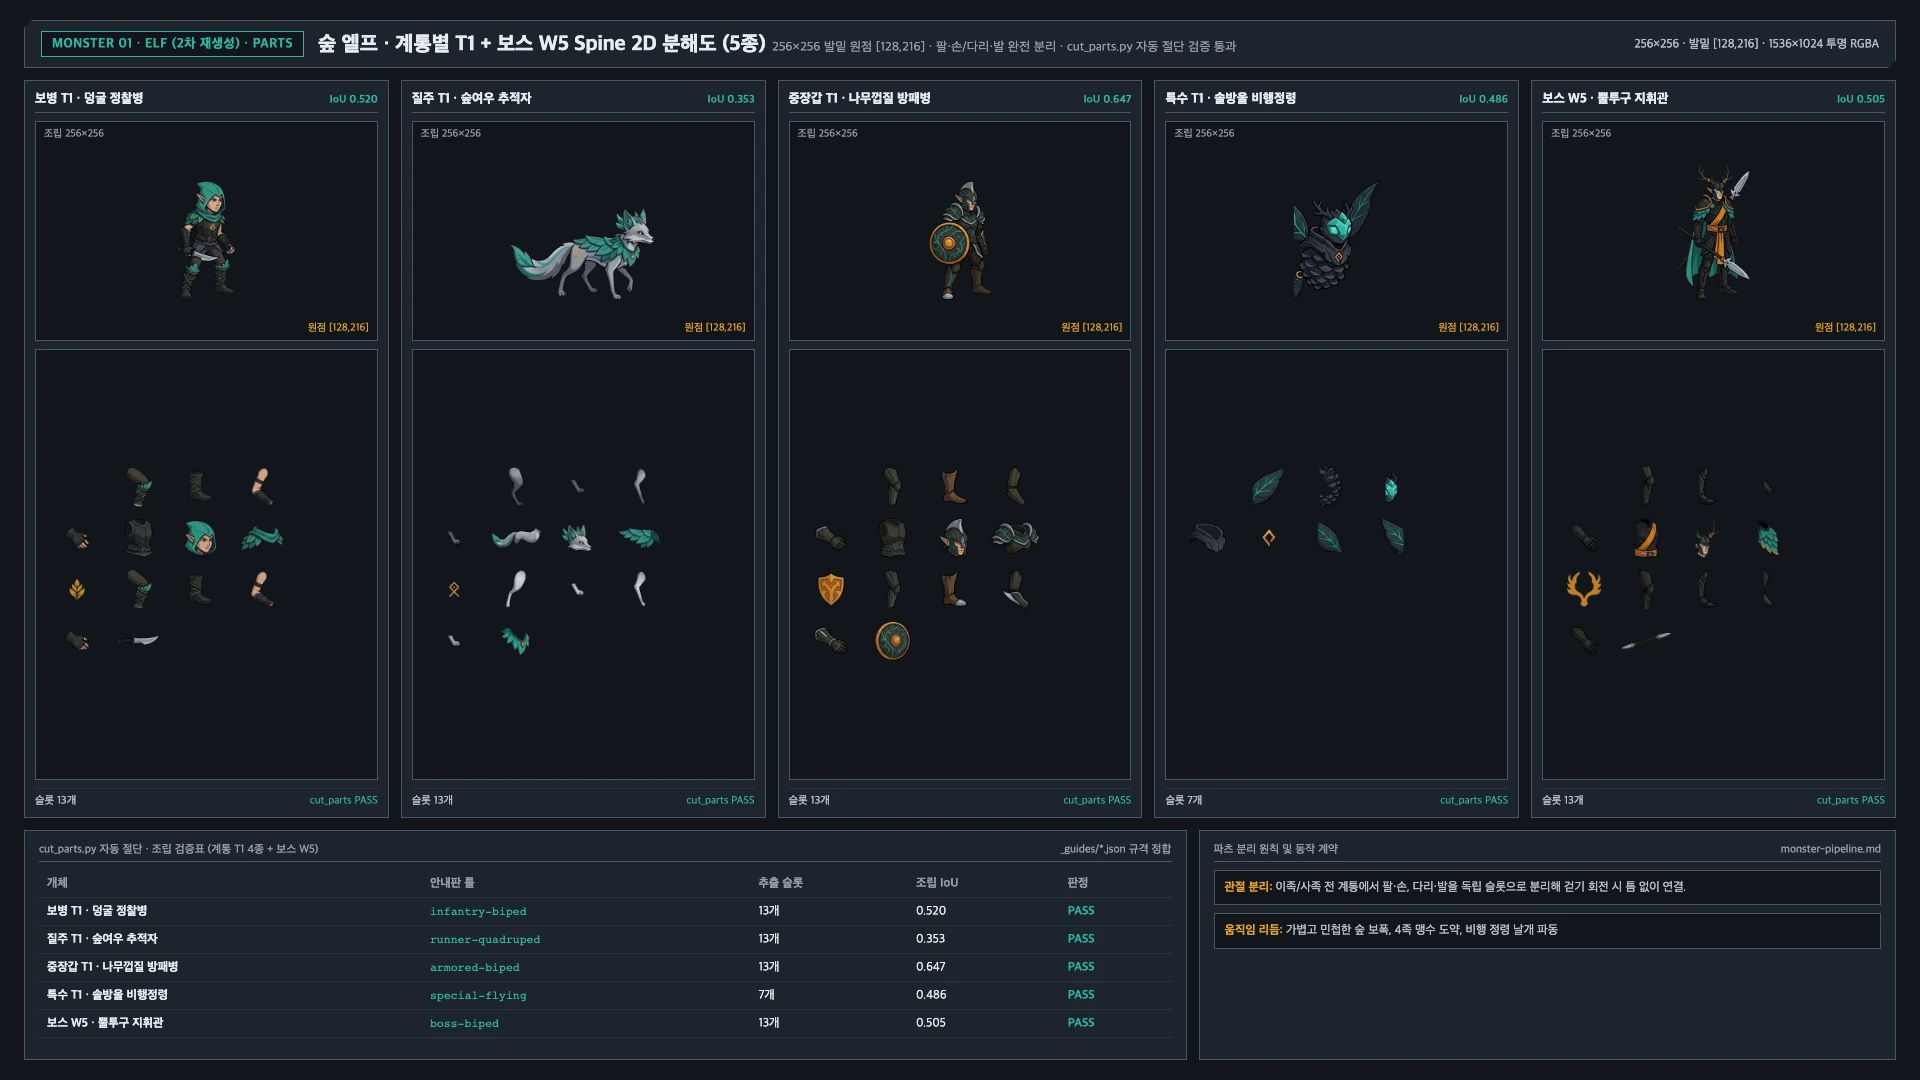 MONSTER 01 · ELF (2차 재생성) · PARTS
숲 엘프 · 계통별 T1 + 보스 W5 Spine 2D 분해도 (5종)
256×256 발밑 원점 [128,216] · 팔·손/다리·발 완전 분리 · cut_parts.py 자동 절단 검증 통과
256×256 · 발밑 [128,216] · 1536×1024 투명 RGBA
보병 T1 · 덩굴 정찰병
IoU 0.520
조립 256×256
원점 [128,216]
슬롯 13개
cut_parts PASS
질주 T1 · 숲여우 추적자
IoU 0.353
조립 256×256
원점 [128,216]
슬롯 13개
cut_parts PASS
중장갑 T1 · 나무껍질 방패병
IoU 0.647
조립 256×256
원점 [128,216]
슬롯 13개
cut_parts PASS
특수 T1 · 솔방울 비행정령
IoU 0.486
조립 256×256
원점 [128,216]
슬롯 7개
cut_parts PASS
보스 W5 · 뿔투구 지휘관
IoU 0.505
조립 256×256
원점 [128,216]
슬롯 13개
cut_parts PASS
cut_parts.py 자동 절단 · 조립 검증표 (계통 T1 4종 + 보스 W5)
_guides/*.json 규격 정합
개체 안내판 틀 추출 슬롯 조립 IoU 판정
보병 T1 · 덩굴 정찰병 infantry-biped 13개 0.520 PASS
질주 T1 · 숲여우 추적자 runner-quadruped 13개 0.353 PASS
중장갑 T1 · 나무껍질 방패병 armored-biped 13개 0.647 PASS
특수 T1 · 솔방울 비행정령 special-flying 7개 0.486 PASS
보스 W5 · 뿔투구 지휘관 boss-biped 13개 0.505 PASS
파츠 분리 원칙 및 동작 계약
monster-pipeline.md
관절 분리: 이족/사족 전 계통에서 팔·손, 다리·발을 독립 슬롯으로 분리해 걷기 회전 시 틈 없이 연결.
움직임 리듬: 가볍고 민첩한 숲 보폭, 4족 맹수 도약, 비행 정령 날개 파동